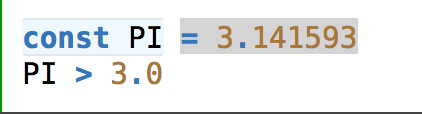 const PI = 3.141593
PI > 3.0